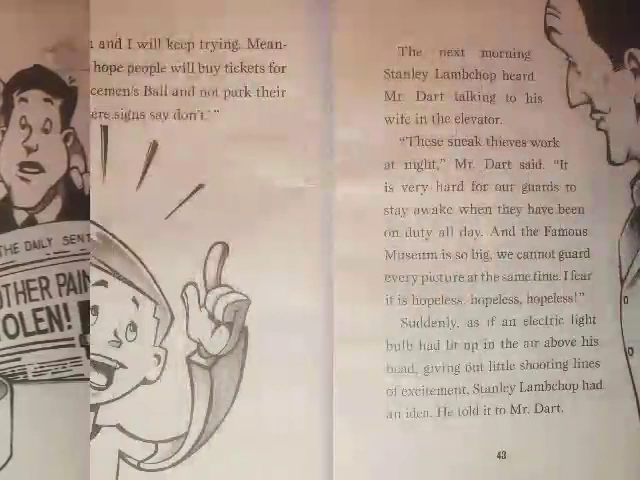 and I will keep trying. Mean-
hope people will buy tickets for
cemen's Ball and not park their
ere signs say don't.'"
THE DAILY SENT
OTHER PAIN
OLEN!
The next morning
Stanley Lambchop heard
Mr. Dart talking to his
wife in the elevator.
"These sneak thieves work
at night," Mr. Dart said. "It
is very hard for our guards to
stay awake when they have been
on duty all day. And the Famous
Museum is so big, we cannot guard
every picture at the same time. I fear
it is hopeless, hopeless, hopeless!"
Suddenly, as if an electric light
bulb had lit up in the air above his
head, giving out little shooting lines
of excitement, Stanley Lambchop had
an idea. He told it to Mr. Dart.
43